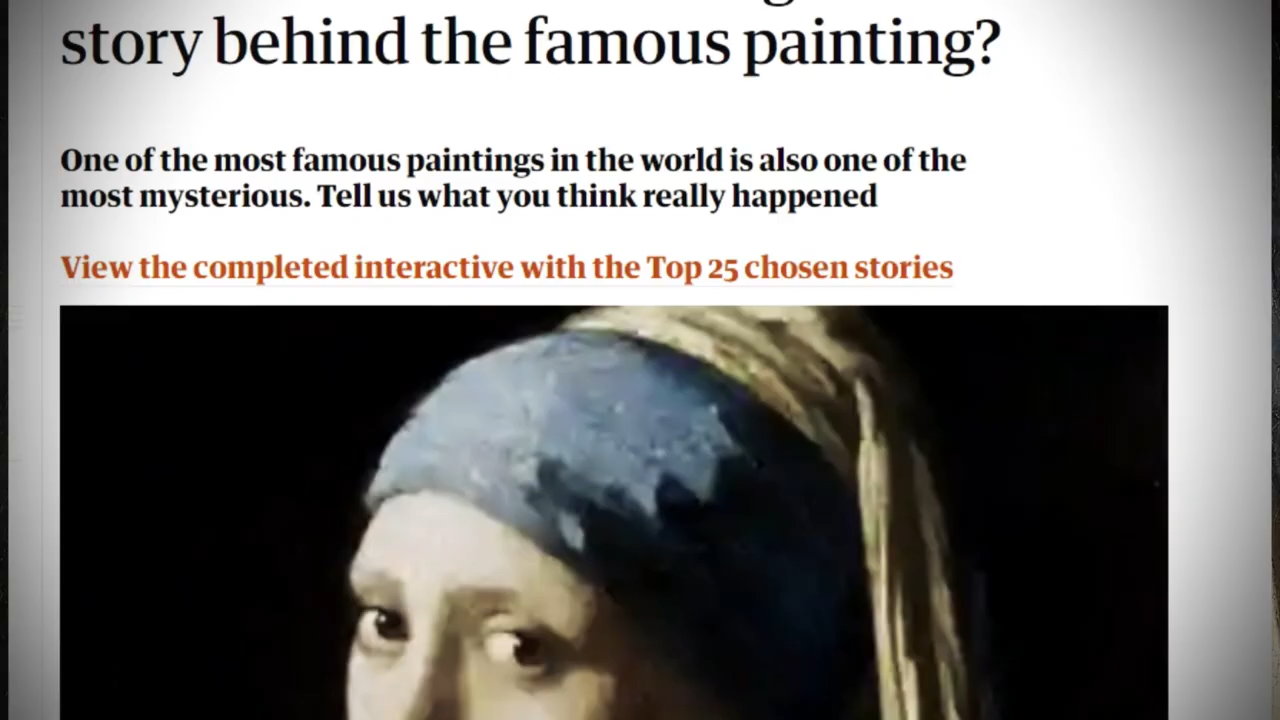 story behind the famous painting?
One of the most famous paintings in the world is also one of the
most mysterious. Tell us what you think really happened
View the completed interactive with the Top 25 chosen stories